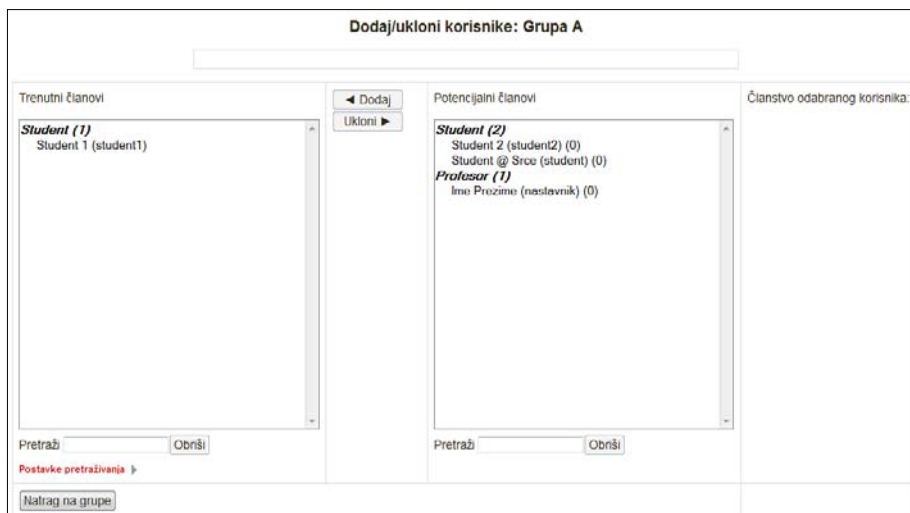 Dodaj/ukloni korisnike: Grupa A
Trenutni članovi
Student (1)
Student 1 (student1)
Pretraži
Obriši
Postavke pretraživanja
◄ Dodaj
Ukloni ►
Potencijalni članovi
Student (2)
Student 2 (student2) (0)
Student @ Srce (student) (0)
Profesor (1)
Ime Prezime (nastavnik) (0)
Pretraži
Obriši
Članstvo odabranog korisnika:
Natrag na grupe